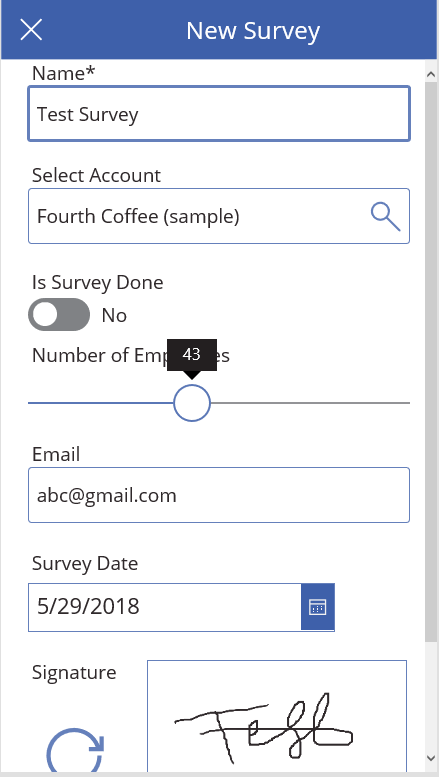 New Survey
Name*
Test Survey
Select Account
Fourth Coffee (sample)
Is Survey Done
No
Number of Emp es
43
Email
abc@gmail.com
Survey Date
5/29/2018
Signature
Test